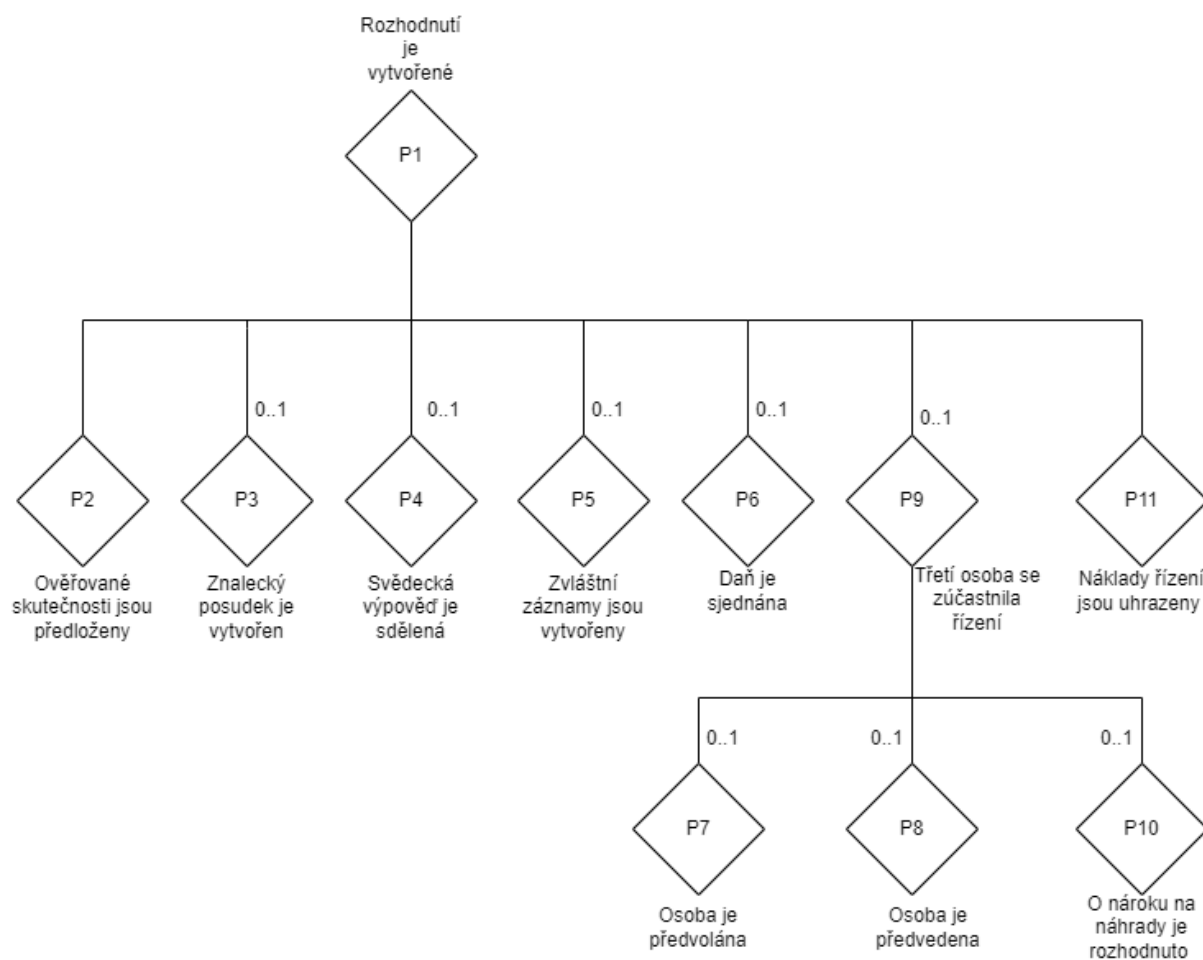 Rozhodnutí
je
vytvořené
P1
0..1
0..1
0..1
0..1
0..1
P2
P3
P4
P5
P6
P9
P11
Ověřované
skutečnosti jsou
předloženy
Znalecký
posudek je
vytvořen
Svědecká
výpověď je
sdělená
Zvláštní
záznamy jsou
vytvořeny
Daň je
sjednána
Třetí osoba se
zúčastnila
řízení
Náklady řízení
jsou uhrazeny
0..1
0..1
0..1
P7
P8
P10
Osoba je
předvolána
Osoba je
předvedena
O nároku na
náhrady je
rozhodnuto